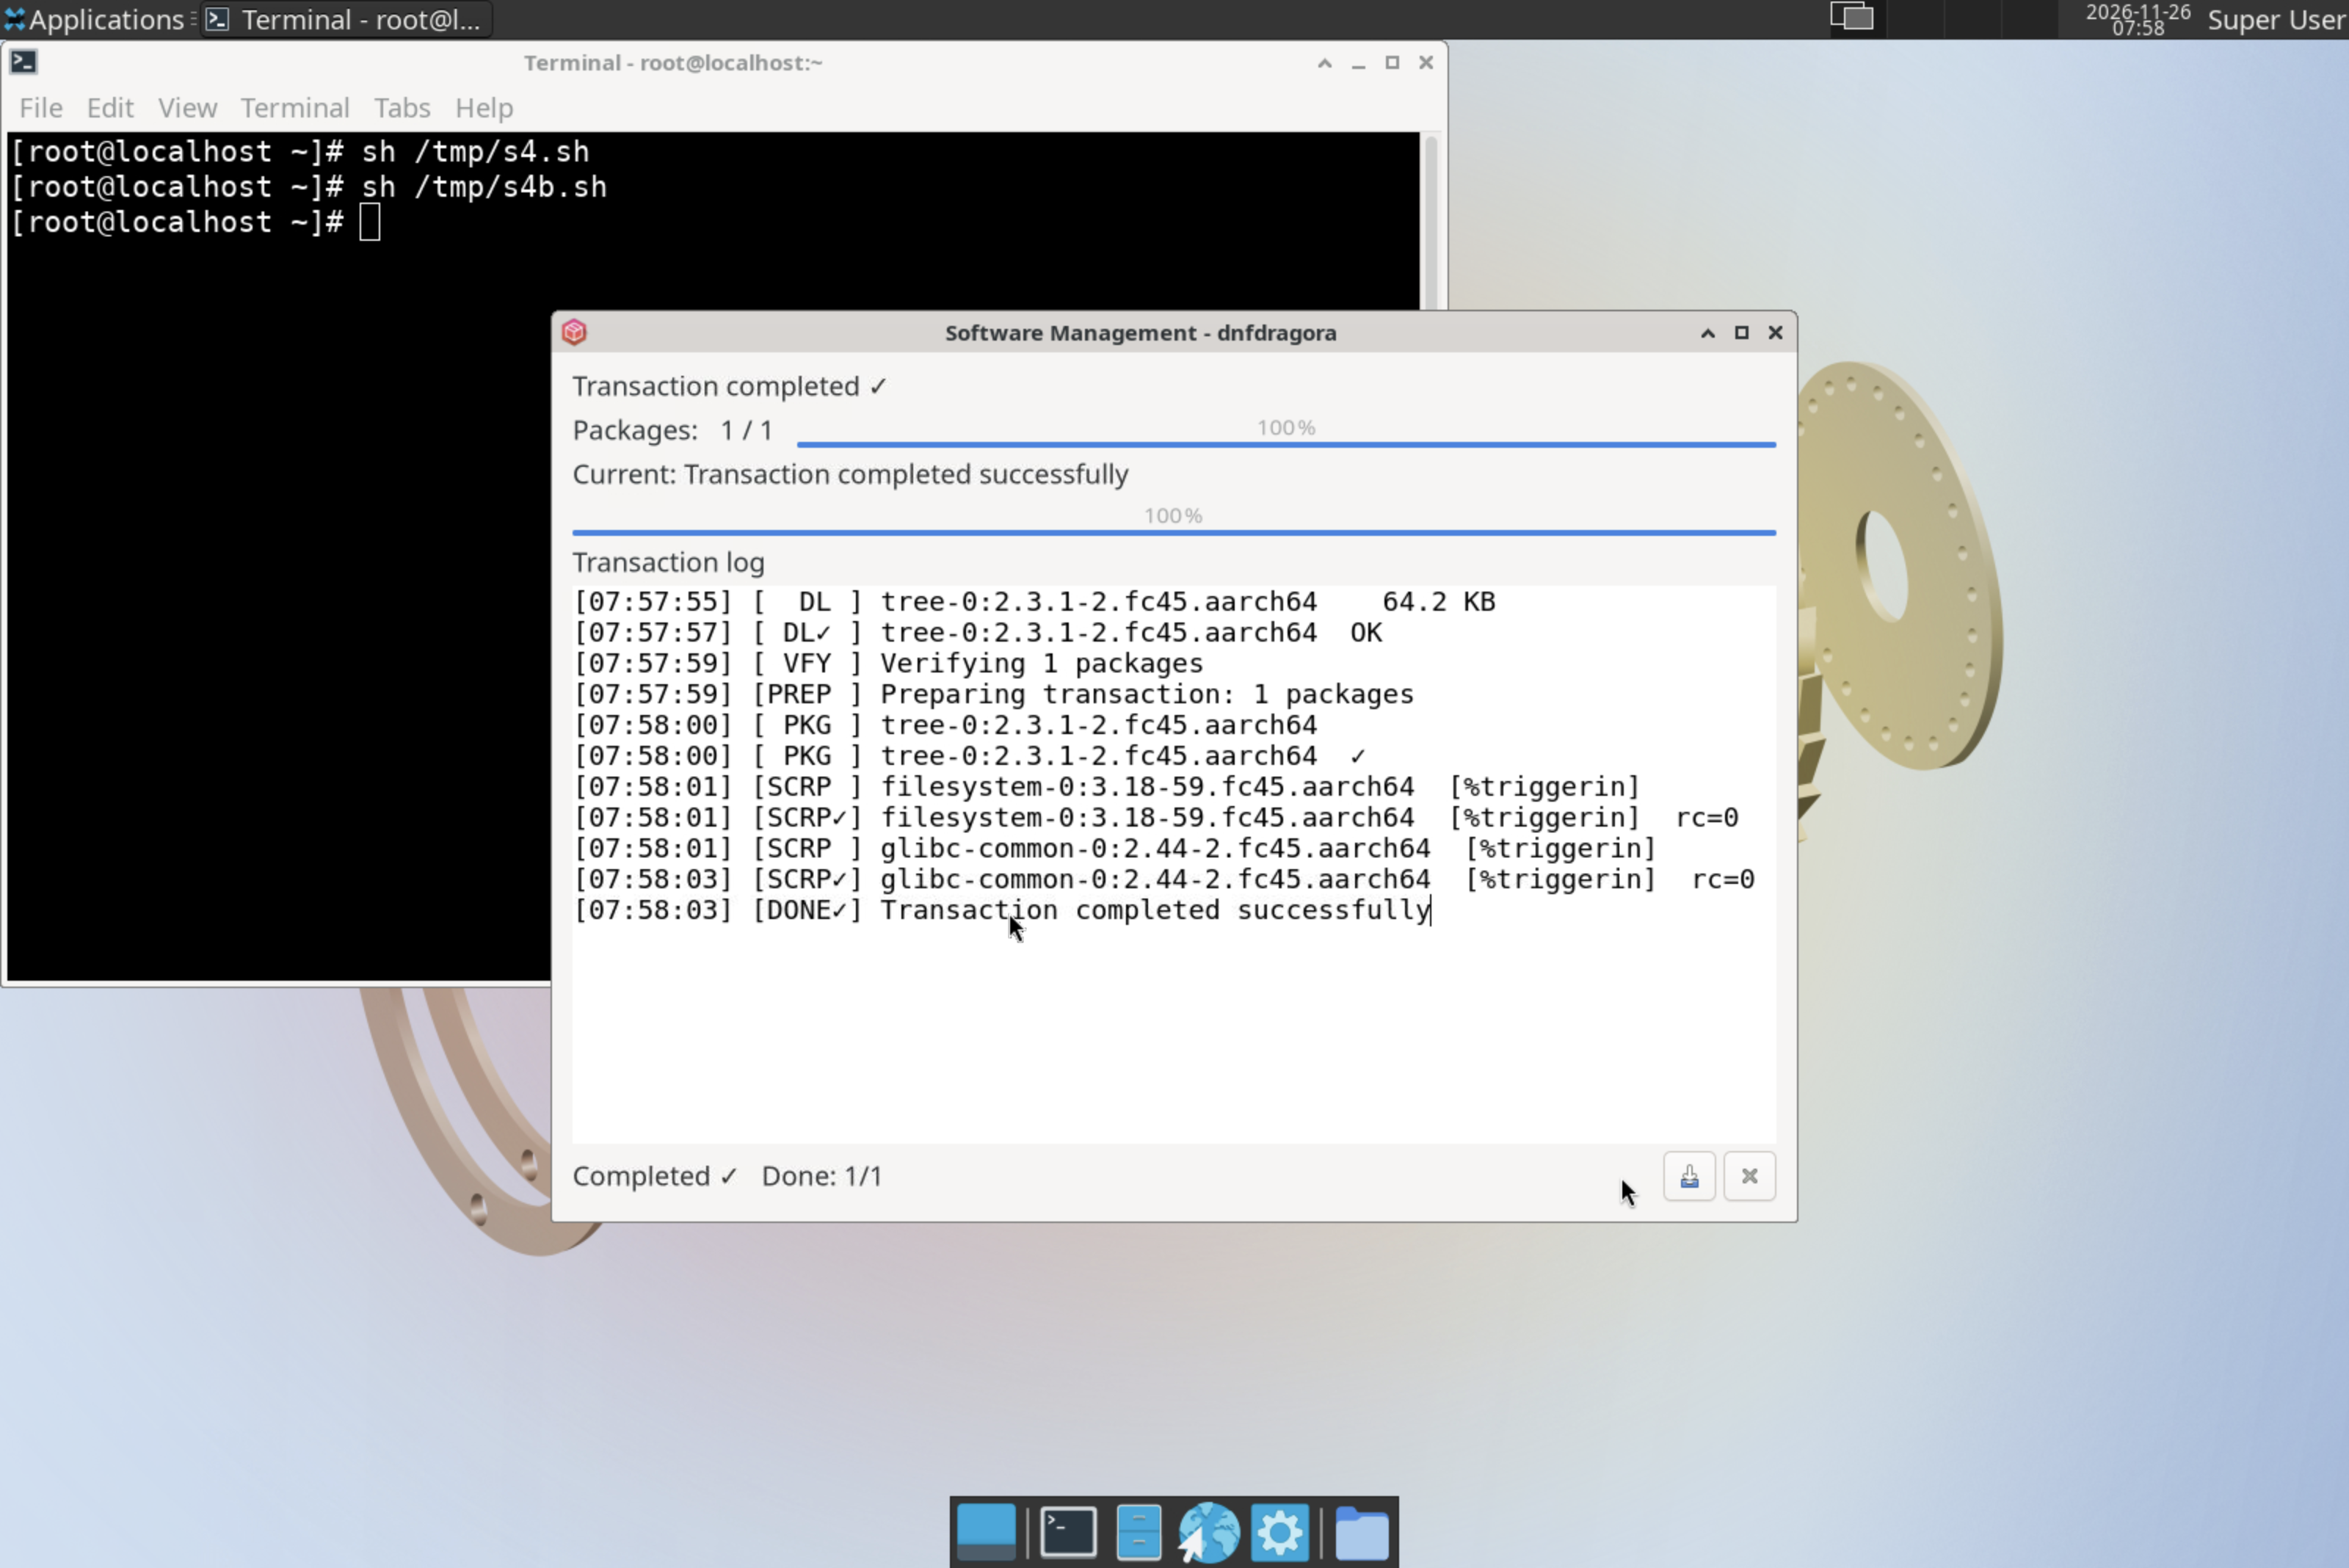 Applications
Terminal - root@l...
2026-11-26
07:58
Super User
Terminal - root@localhost:~
File Edit View Terminal Tabs Help
[root@localhost ~]# sh /tmp/s4.sh
[root@localhost ~]# sh /tmp/s4b.sh
[root@localhost ~]#
Software Management - dnfdragora
Transaction completed ✓
Packages: 1 / 1
100%
Current: Transaction completed successfully
100%
Transaction log
[07:57:55] [  DL ] tree-0:2.3.1-2.fc45.aarch64    64.2 KB
[07:57:57] [ DL✓ ] tree-0:2.3.1-2.fc45.aarch64  OK
[07:57:59] [ VFY ] Verifying 1 packages
[07:57:59] [PREP ] Preparing transaction: 1 packages
[07:58:00] [ PKG ] tree-0:2.3.1-2.fc45.aarch64
[07:58:00] [ PKG ] tree-0:2.3.1-2.fc45.aarch64  ✓
[07:58:01] [SCRP ] filesystem-0:3.18-59.fc45.aarch64  [%triggerin]
[07:58:01] [SCRP✓] filesystem-0:3.18-59.fc45.aarch64  [%triggerin]  rc=0
[07:58:01] [SCRP ] glibc-common-0:2.44-2.fc45.aarch64  [%triggerin]
[07:58:03] [SCRP✓] glibc-common-0:2.44-2.fc45.aarch64  [%triggerin]  rc=0
[07:58:03] [DONE✓] Transaction completed successfully
Completed ✓ Done: 1/1